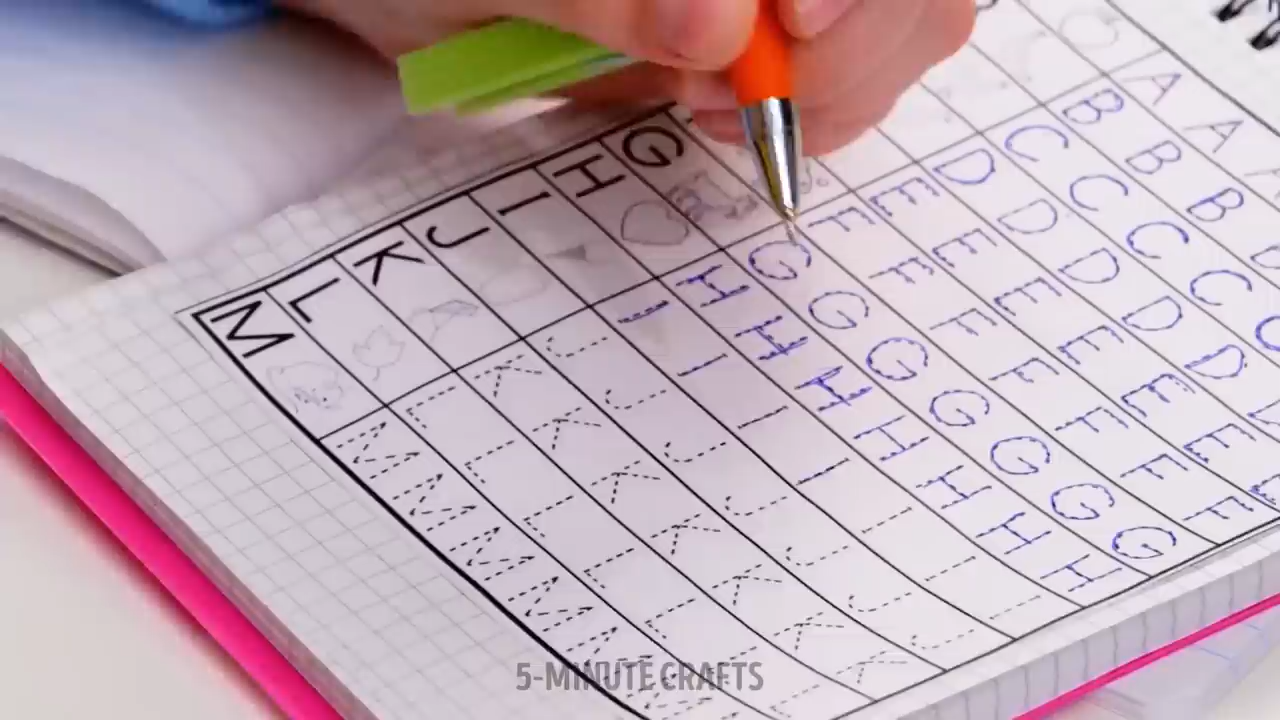 A A A
B B B B
C C C C C
D D D D D D
E E E E E E E
F F F F F F F
G G G G G G G G
H H H H H H H H
I I I I I I I I
J J J J J J J J
K K K K K K K K
L L L L L L L
M M M M M M M
5-MINUTE CRAFTS